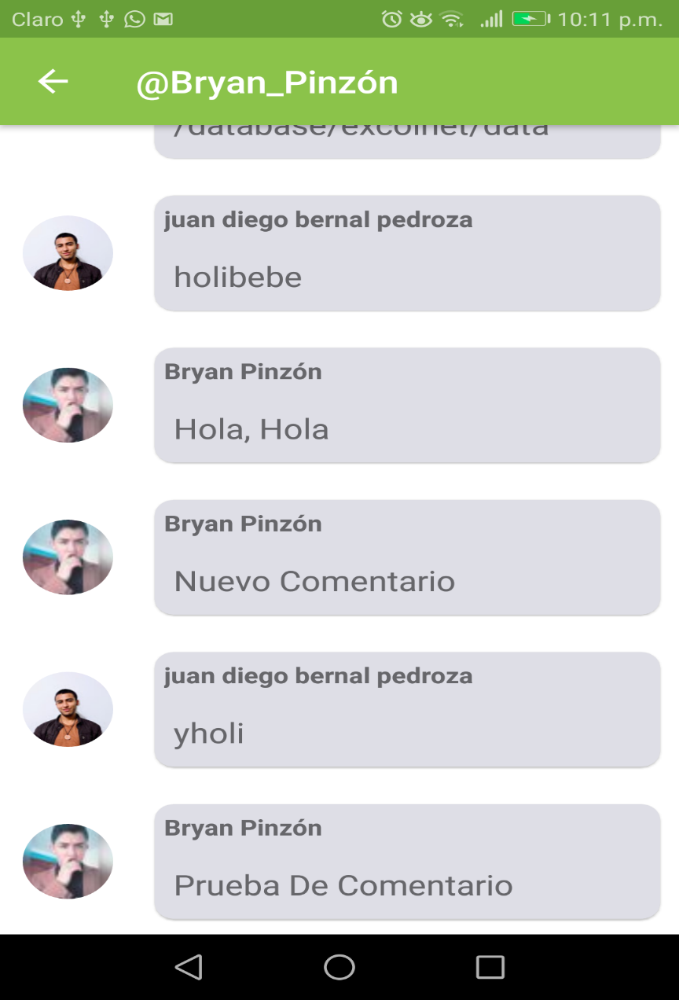 Claro 10:11 p.m.
@Bryan_Pinzón
/database/excolnet/data
juan diego bernal pedroza
holibebe
Bryan Pinzón
Hola, Hola
Bryan Pinzón
Nuevo Comentario
juan diego bernal pedroza
yholi
Bryan Pinzón
Prueba De Comentario